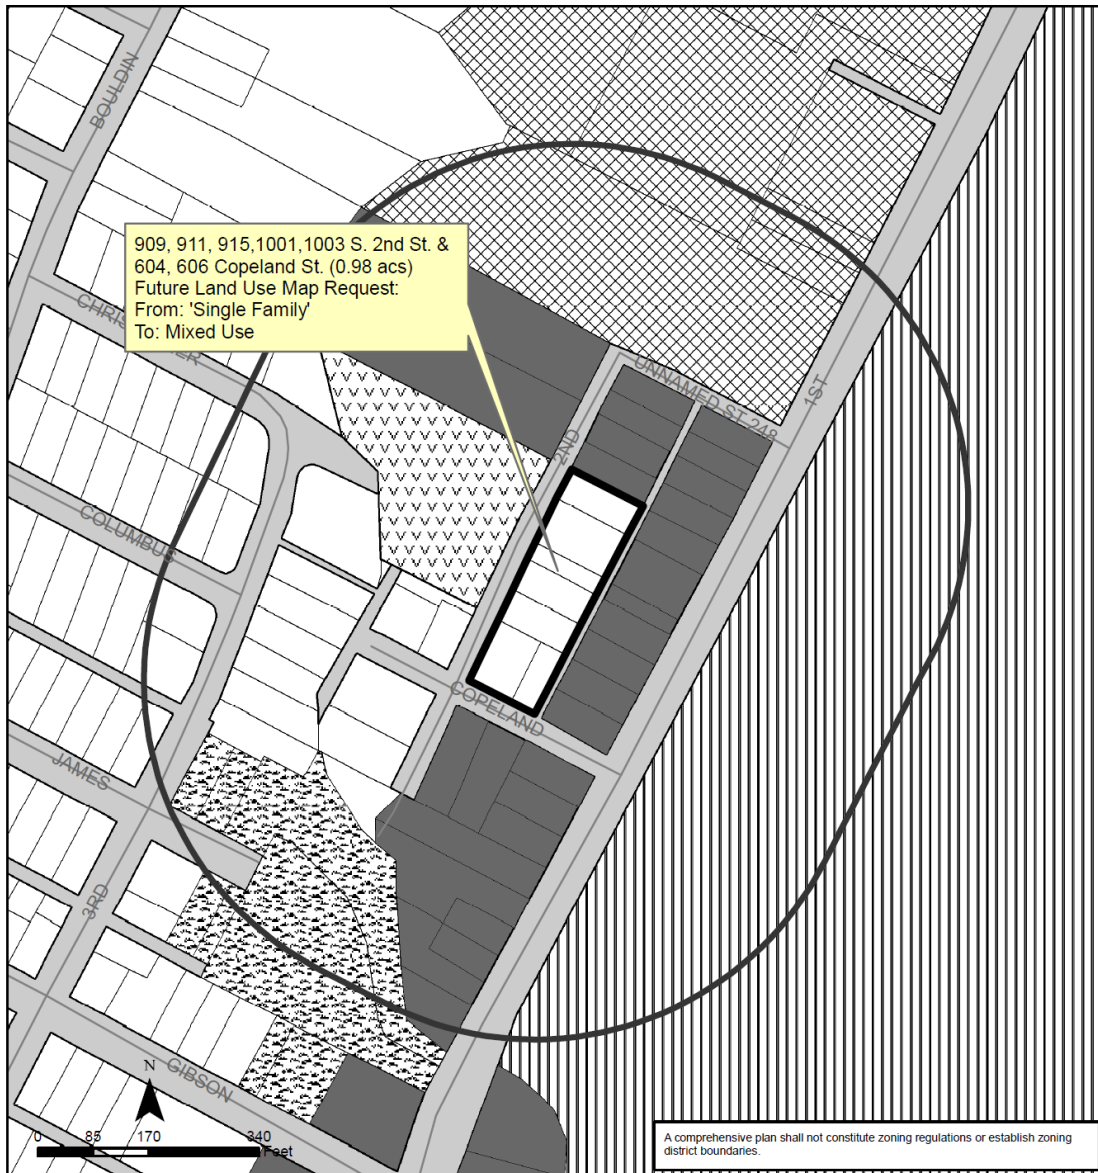 BOULDIN
909, 911, 915,1001,1003 S. 2nd St. &
604, 606 Copeland St. (0.98 acs)
Future Land Use Map Request:
From: 'Single Family'
To: Mixed Use
UNNAMED ST 248
1ST
2ND
COLUMBUS
COPELAND
JAMES
3RD
GIBSON
N
0 85 170 340
Feet
A comprehensive plan shall not constitute zoning regulations or establish zoning
district boundaries.